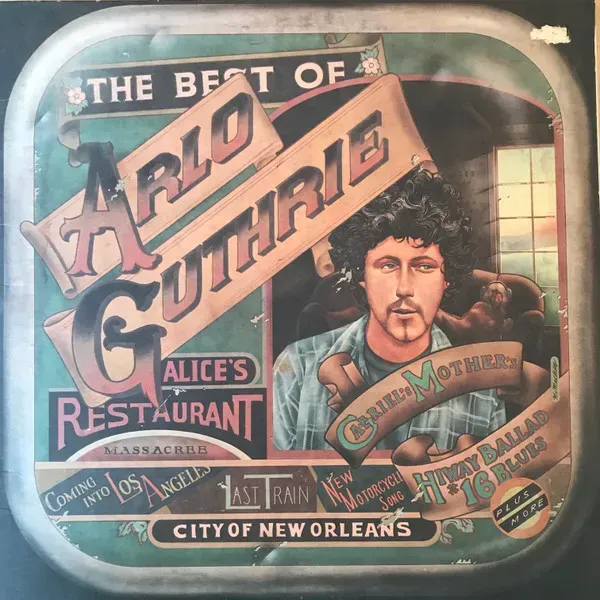 THE BEST OF
ARLO
GUTHRIE
ALICE'S
RESTAURANT
MASSACREE
GABRIEL'S MOTHER'S
HIWAY BALLAD
*16 BLUES
COMING INTO LOS ANGELES
LAST TRAIN
NEW
MOTORCYCLE
SONG
PLUS
MORE
CITY OF NEW ORLEANS